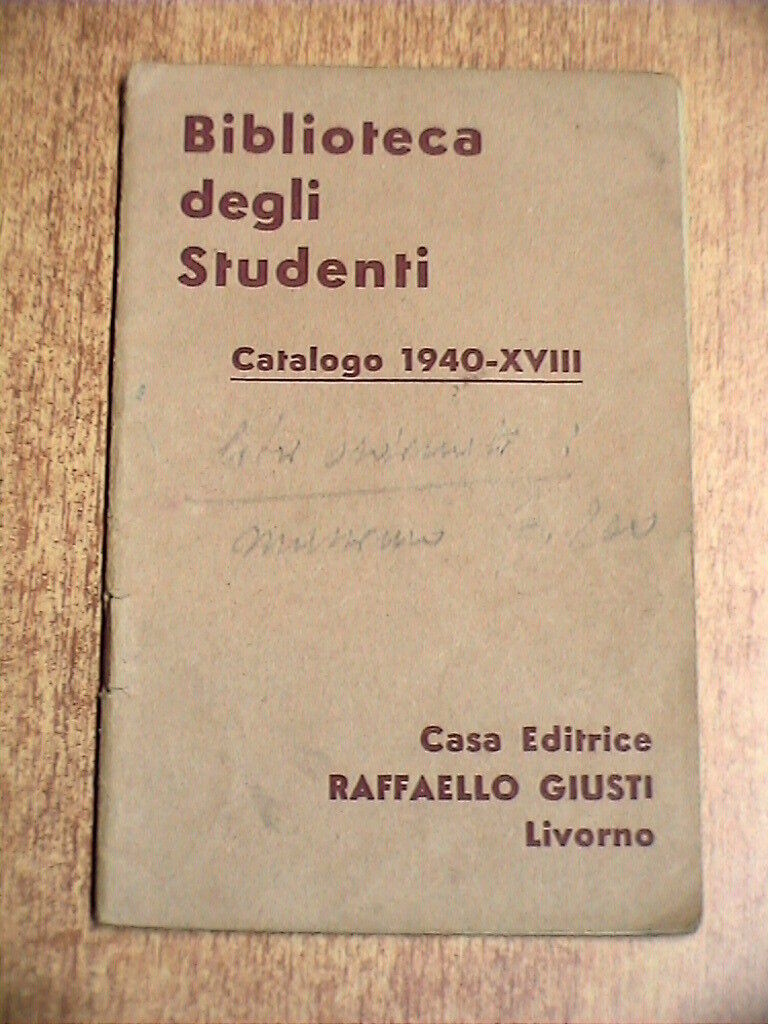 Biblioteca
degli
Studenti
Catalogo 1940-XVIII
Casa Editrice
RAFFAELLO GIUSTI
Livorno